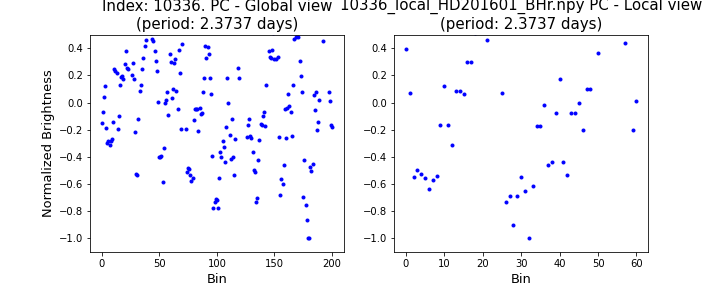 Index: 10336. PC - Global view
(period: 2.3737 days)
10336_local_HD201601_BHr.npy PC - Local view
(period: 2.3737 days)
Normalized Brightness
0.4
0.2
0.0
−0.2
−0.4
−0.6
−0.8
−1.0
0 50 100 150 200
Bin
0.4
0.2
0.0
−0.2
−0.4
−0.6
−0.8
−1.0
0 10 20 30 40 50 60
Bin